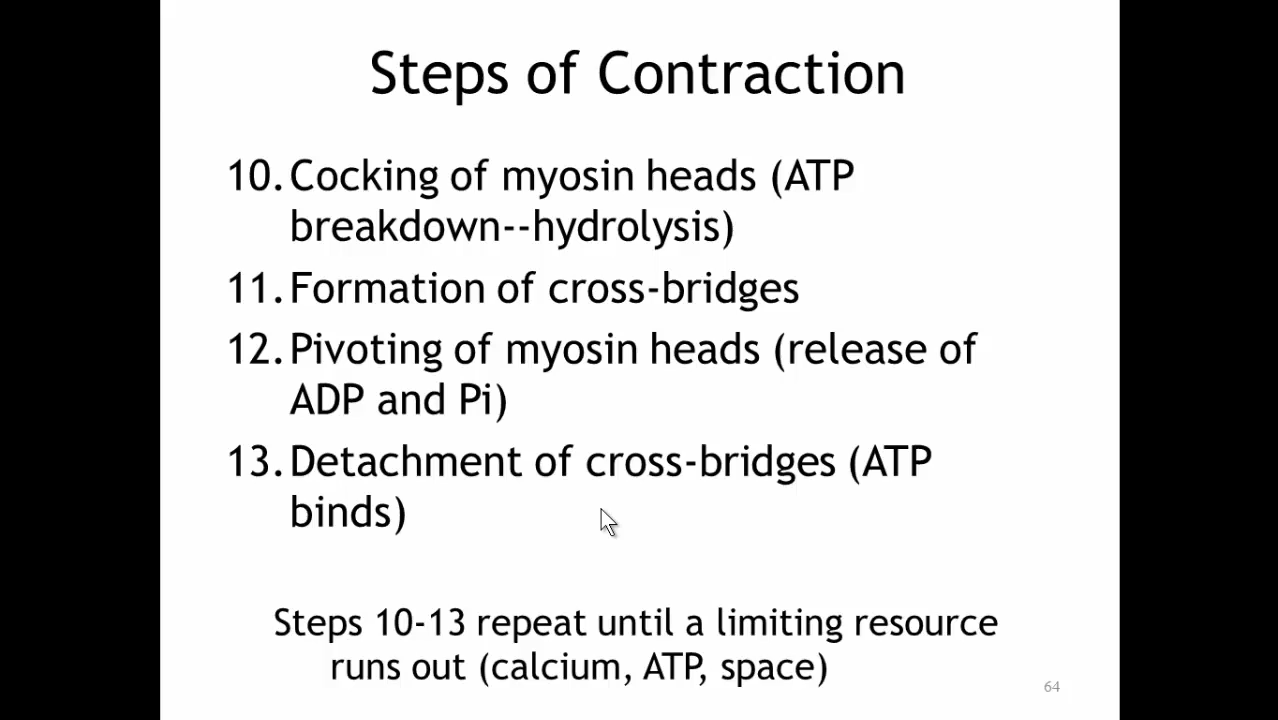 Steps of Contraction
10. Cocking of myosin heads (ATP
breakdown--hydrolysis)
11. Formation of cross-bridges
12. Pivoting of myosin heads (release of
ADP and Pi)
13. Detachment of cross-bridges (ATP
binds)
Steps 10-13 repeat until a limiting resource
runs out (calcium, ATP, space)
64